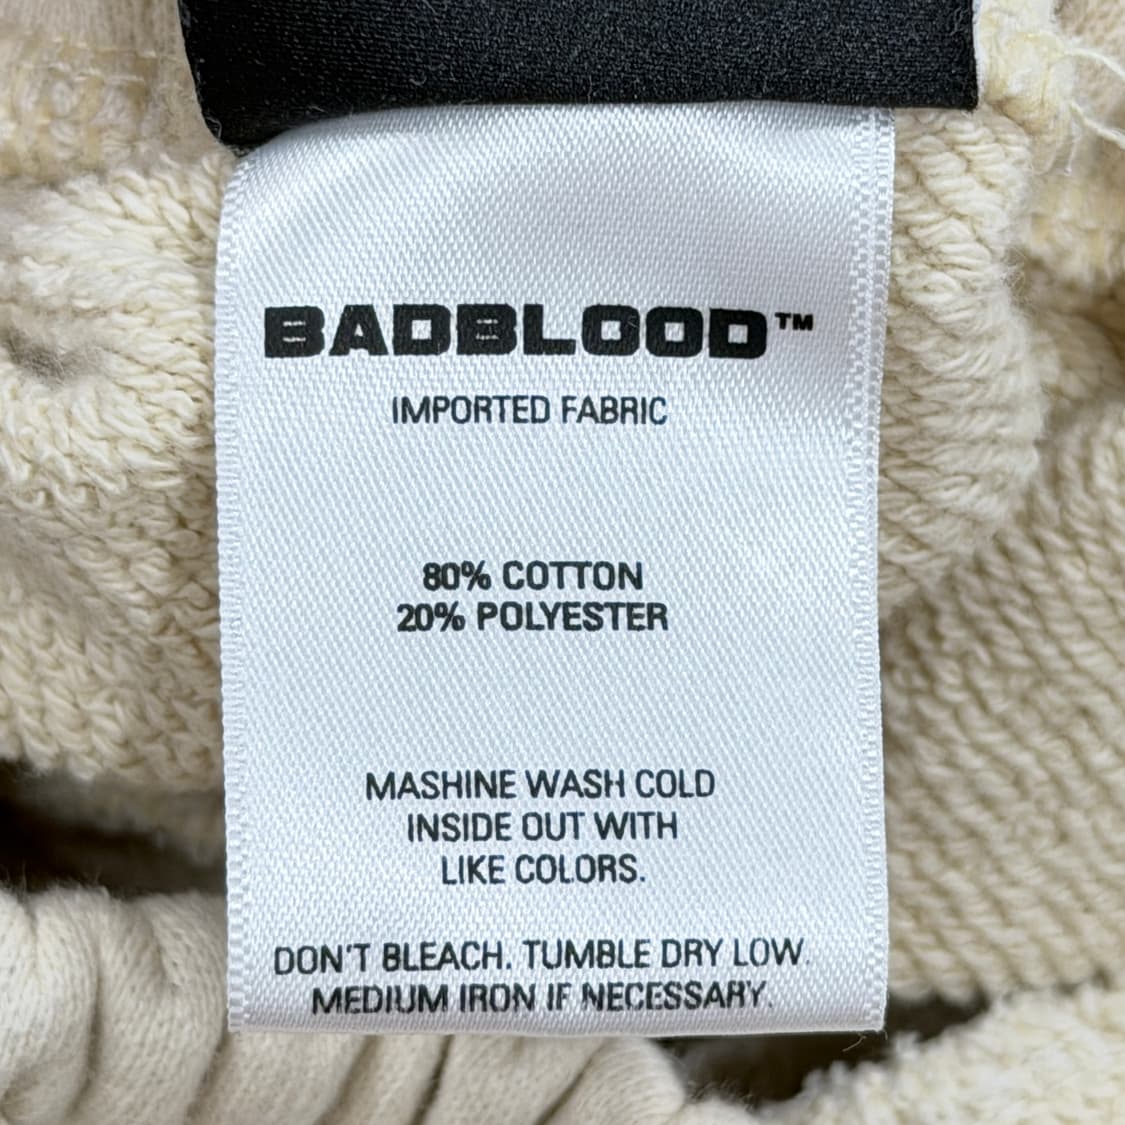 BADBLOOD™
IMPORTED FABRIC
80% COTTON
20% POLYESTER
MASHINE WASH COLD
INSIDE OUT WITH
LIKE COLORS.
DON'T BLEACH. TUMBLE DRY LOW.
MEDIUM IRON IF NECESSARY.